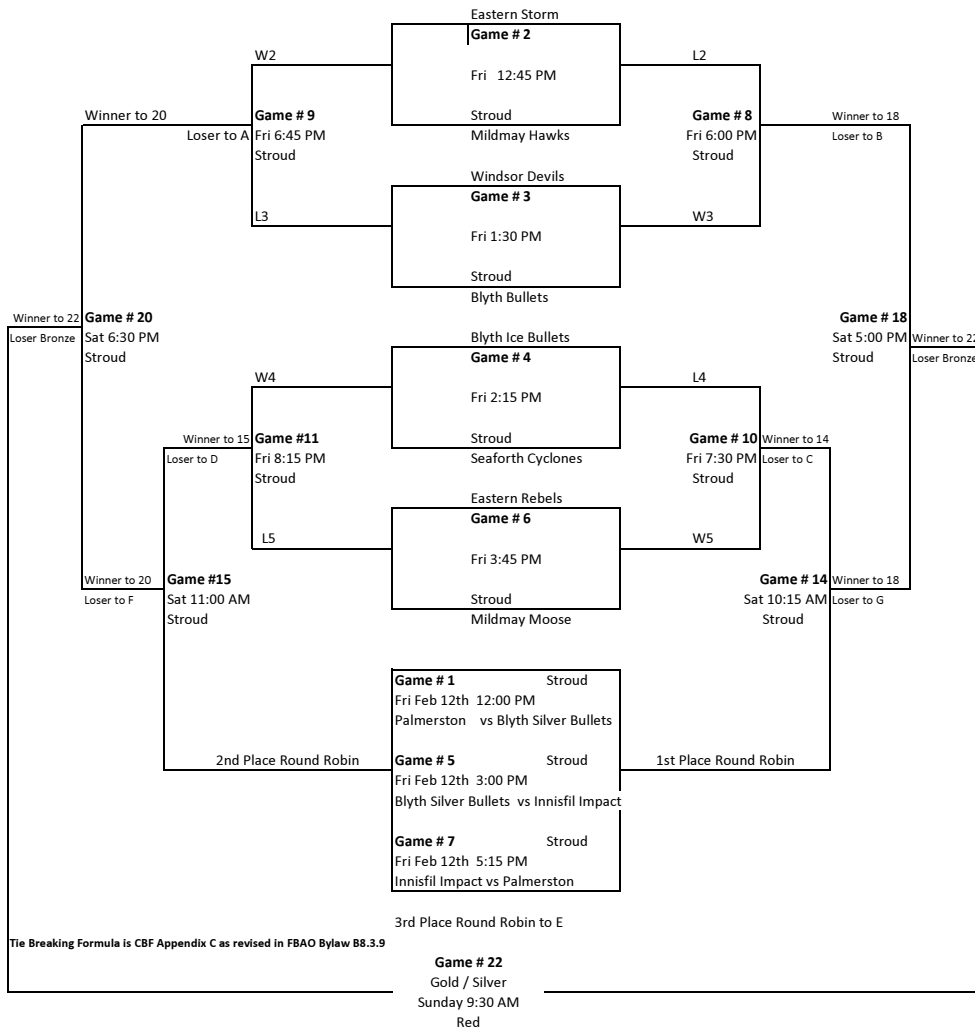 Eastern Storm
Game # 2
W2
L2
Fri 12:45 PM
Winner to 20
Game # 9
Stroud
Game # 8
Winner to 18
Loser to A
Fri 6:45 PM
Mildmay Hawks
Fri 6:00 PM
Loser to B
Stroud
Stroud
Windsor Devils
Game # 3
L3
W3
Fri 1:30 PM
Stroud
Blyth Bullets
Winner to 22
Game # 20
Game # 18
Loser Bronze
Sat 6:30 PM
Blyth Ice Bullets
Sat 5:00 PM
Winner to 22
Stroud
Game # 4
Stroud
Loser Bronze
W4
L4
Fri 2:15 PM
Winner to 15
Game #11
Stroud
Game # 10
Winner to 14
Loser to D
Fri 8:15 PM
Seaforth Cyclones
Fri 7:30 PM
Loser to C
Stroud
Stroud
Eastern Rebels
Game # 6
L5
W5
Fri 3:45 PM
Winner to 20
Game #15
Game # 14
Winner to 18
Loser to F
Sat 11:00 AM
Stroud
Sat 10:15 AM
Loser to G
Stroud
Mildmay Moose
Stroud
Game # 1 Stroud
Fri Feb 12th 12:00 PM
Palmerston vs Blyth Silver Bullets
2nd Place Round Robin
Game # 5 Stroud
1st Place Round Robin
Fri Feb 12th 3:00 PM
Blyth Silver Bullets vs Innisfil Impact
Game # 7 Stroud
Fri Feb 12th 5:15 PM
Innisfil Impact vs Palmerston
3rd Place Round Robin to E
Tie Breaking Formula is CBF Appendix C as revised in FBAO Bylaw B8.3.9
Game # 22
Gold / Silver
Sunday 9:30 AM
Red